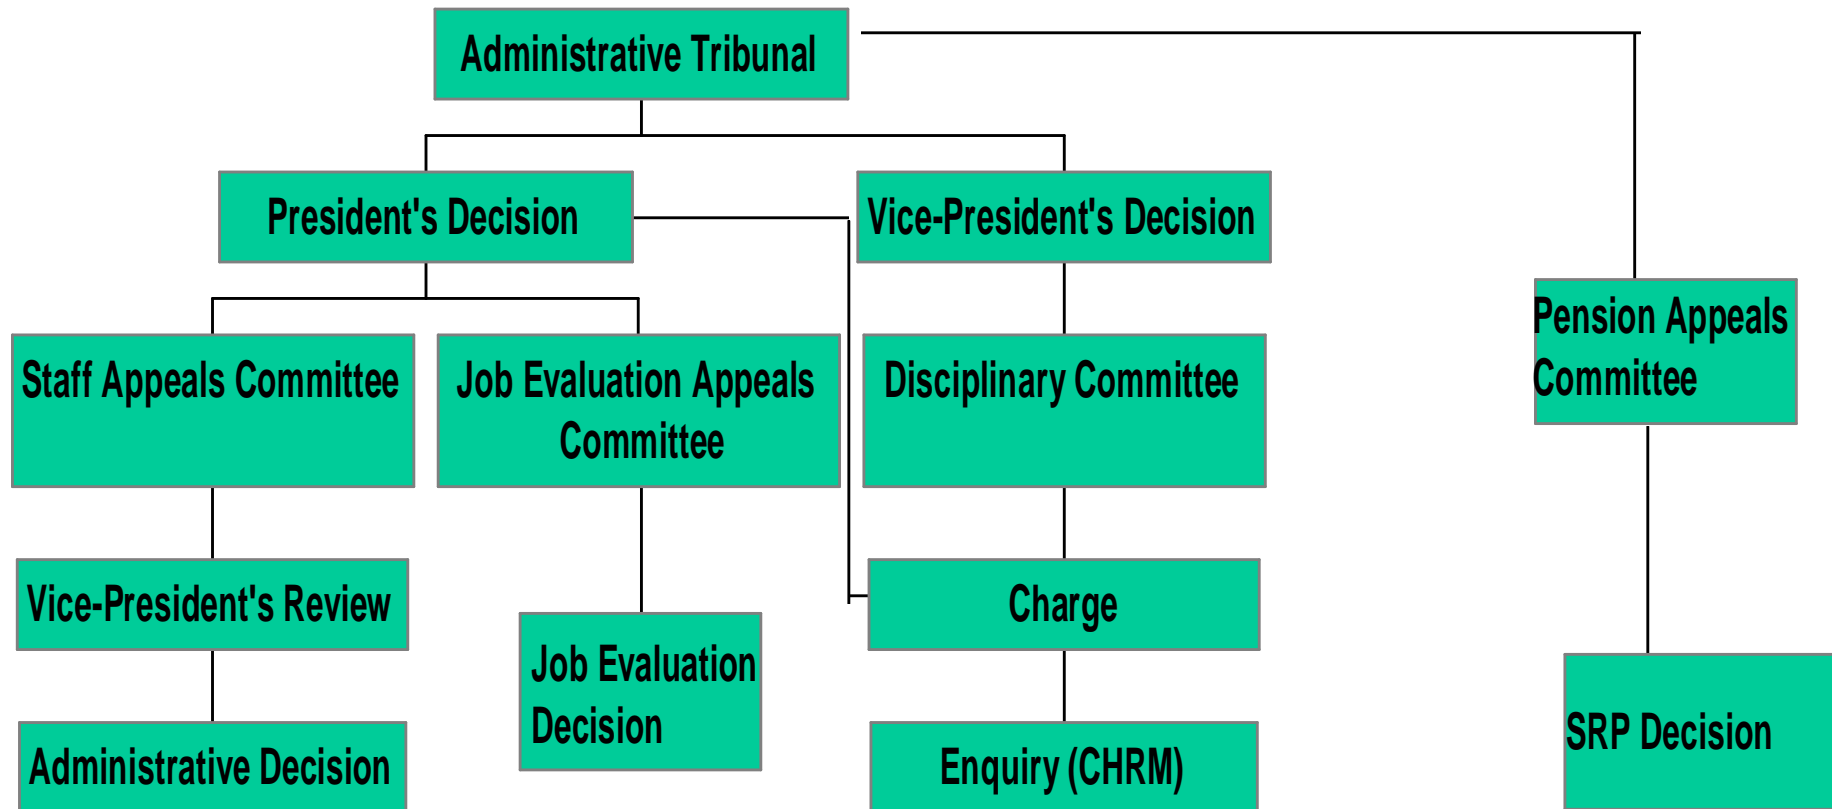 Administrative Tribunal
President's Decision
Vice-President's Decision
Pension Appeals
Committee
Staff Appeals Committee
Job Evaluation Appeals
Committee
Disciplinary Committee
Vice-President's Review
Charge
Job Evaluation
Decision
SRP Decision
Administrative Decision
Enquiry (CHRM)